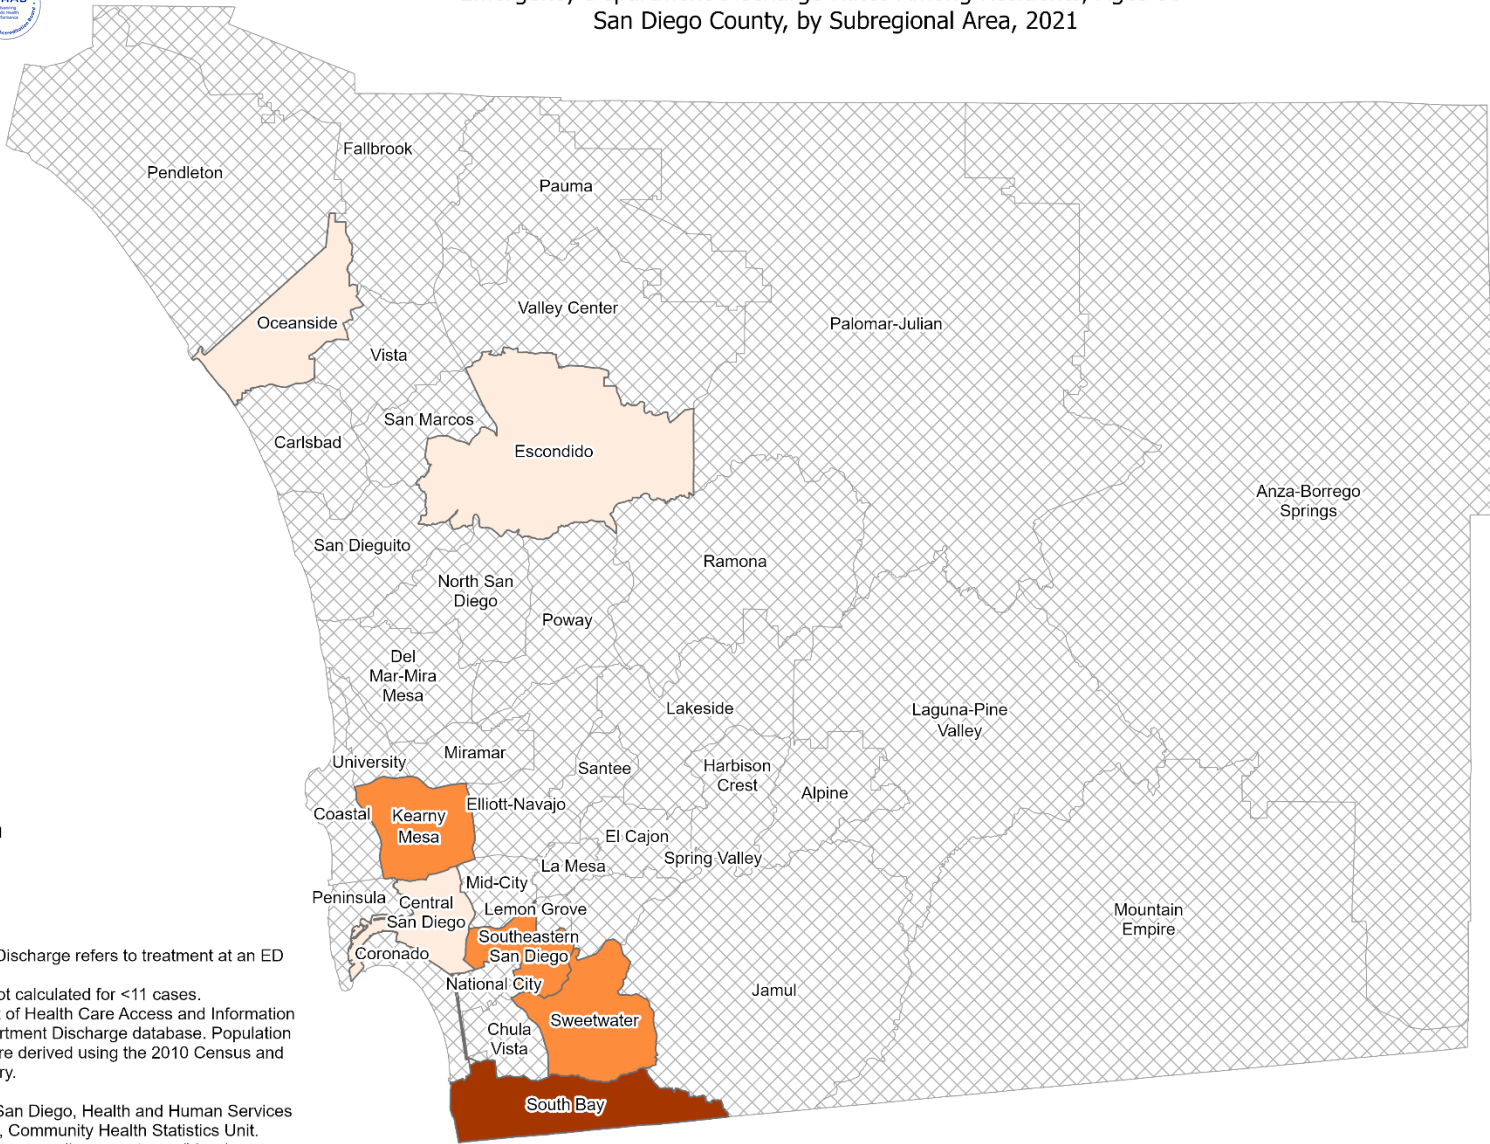 San Diego County, by Subregional Area, 2021
Fallbrook
Pendleton
Pauma
Valley Center
Oceanside
Palomar-Julian
Vista
San Marcos
Carlsbad
Escondido
Anza-Borrego
Springs
San Dieguito
Ramona
North San
Diego
Poway
Del
Mar-Mira
Mesa
Lakeside
Laguna-Pine
Valley
Miramar
University
Santee
Harbison
Crest
Alpine
Coastal
Kearny
Mesa
Elliott-Navajo
El Cajon
Spring Valley
La Mesa
Mid-City
Peninsula
Central
San Diego
Lemon Grove
Mountain
Empire
Southeastern
San Diego
Coronado
National City
Jamul
Sweetwater
Chula
Vista
South Bay
Discharge refers to treatment at an ED
ot calculated for <11 cases.
t of Health Care Access and Information
rtment Discharge database. Population
re derived using the 2010 Census and
ry.
San Diego, Health and Human Services
, Community Health Statistics Unit.